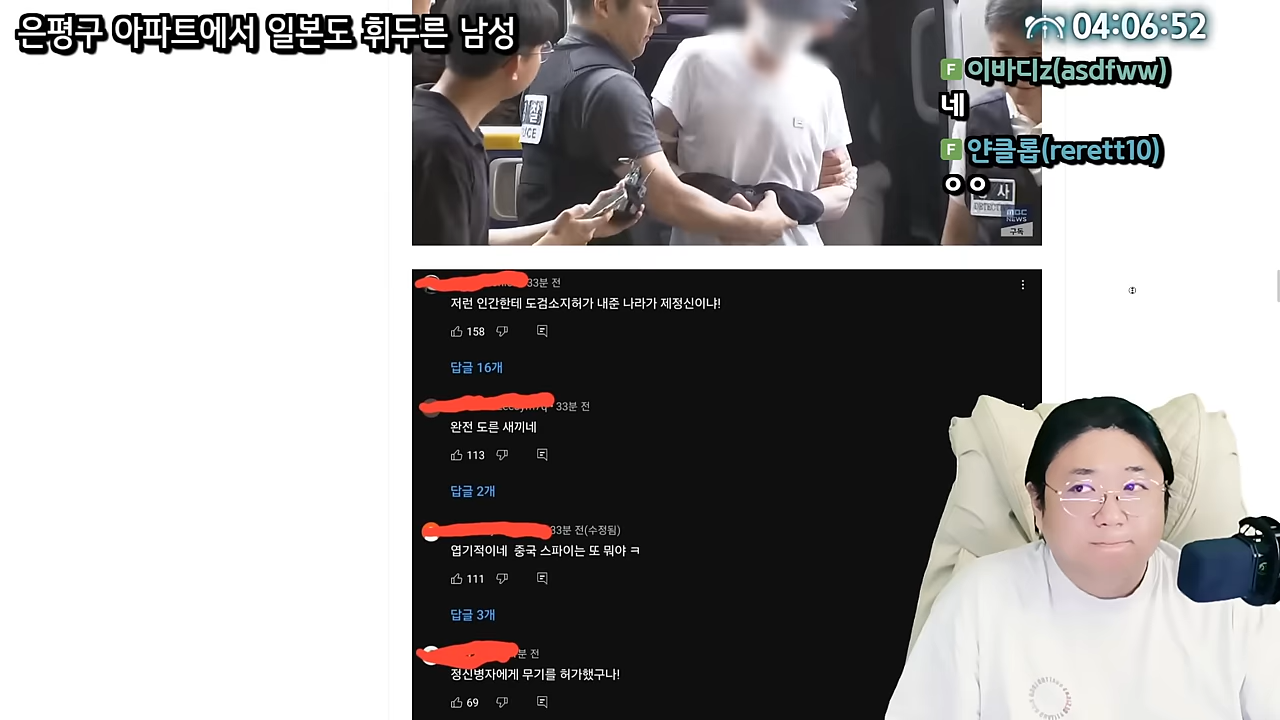 은평구 아파트에서 일본도 휘두른 남성
04:06:52
F 이바디z(asdfww)
네
F 얀클롭(rerett10)
ㅇㅇ
MBC
NEWS
구독
33분 전
저런 인간한테 도검소지허가 내준 나라가 제정신이냐!
158
답글 16개
33분 전
완전 도른 새끼네
113
답글 2개
33분 전(수정됨)
엽기적이네 중국 스파이는 또 뭐야 ㅋ
111
답글 3개
분 전
정신병자에게 무기를 허가했구나!
69